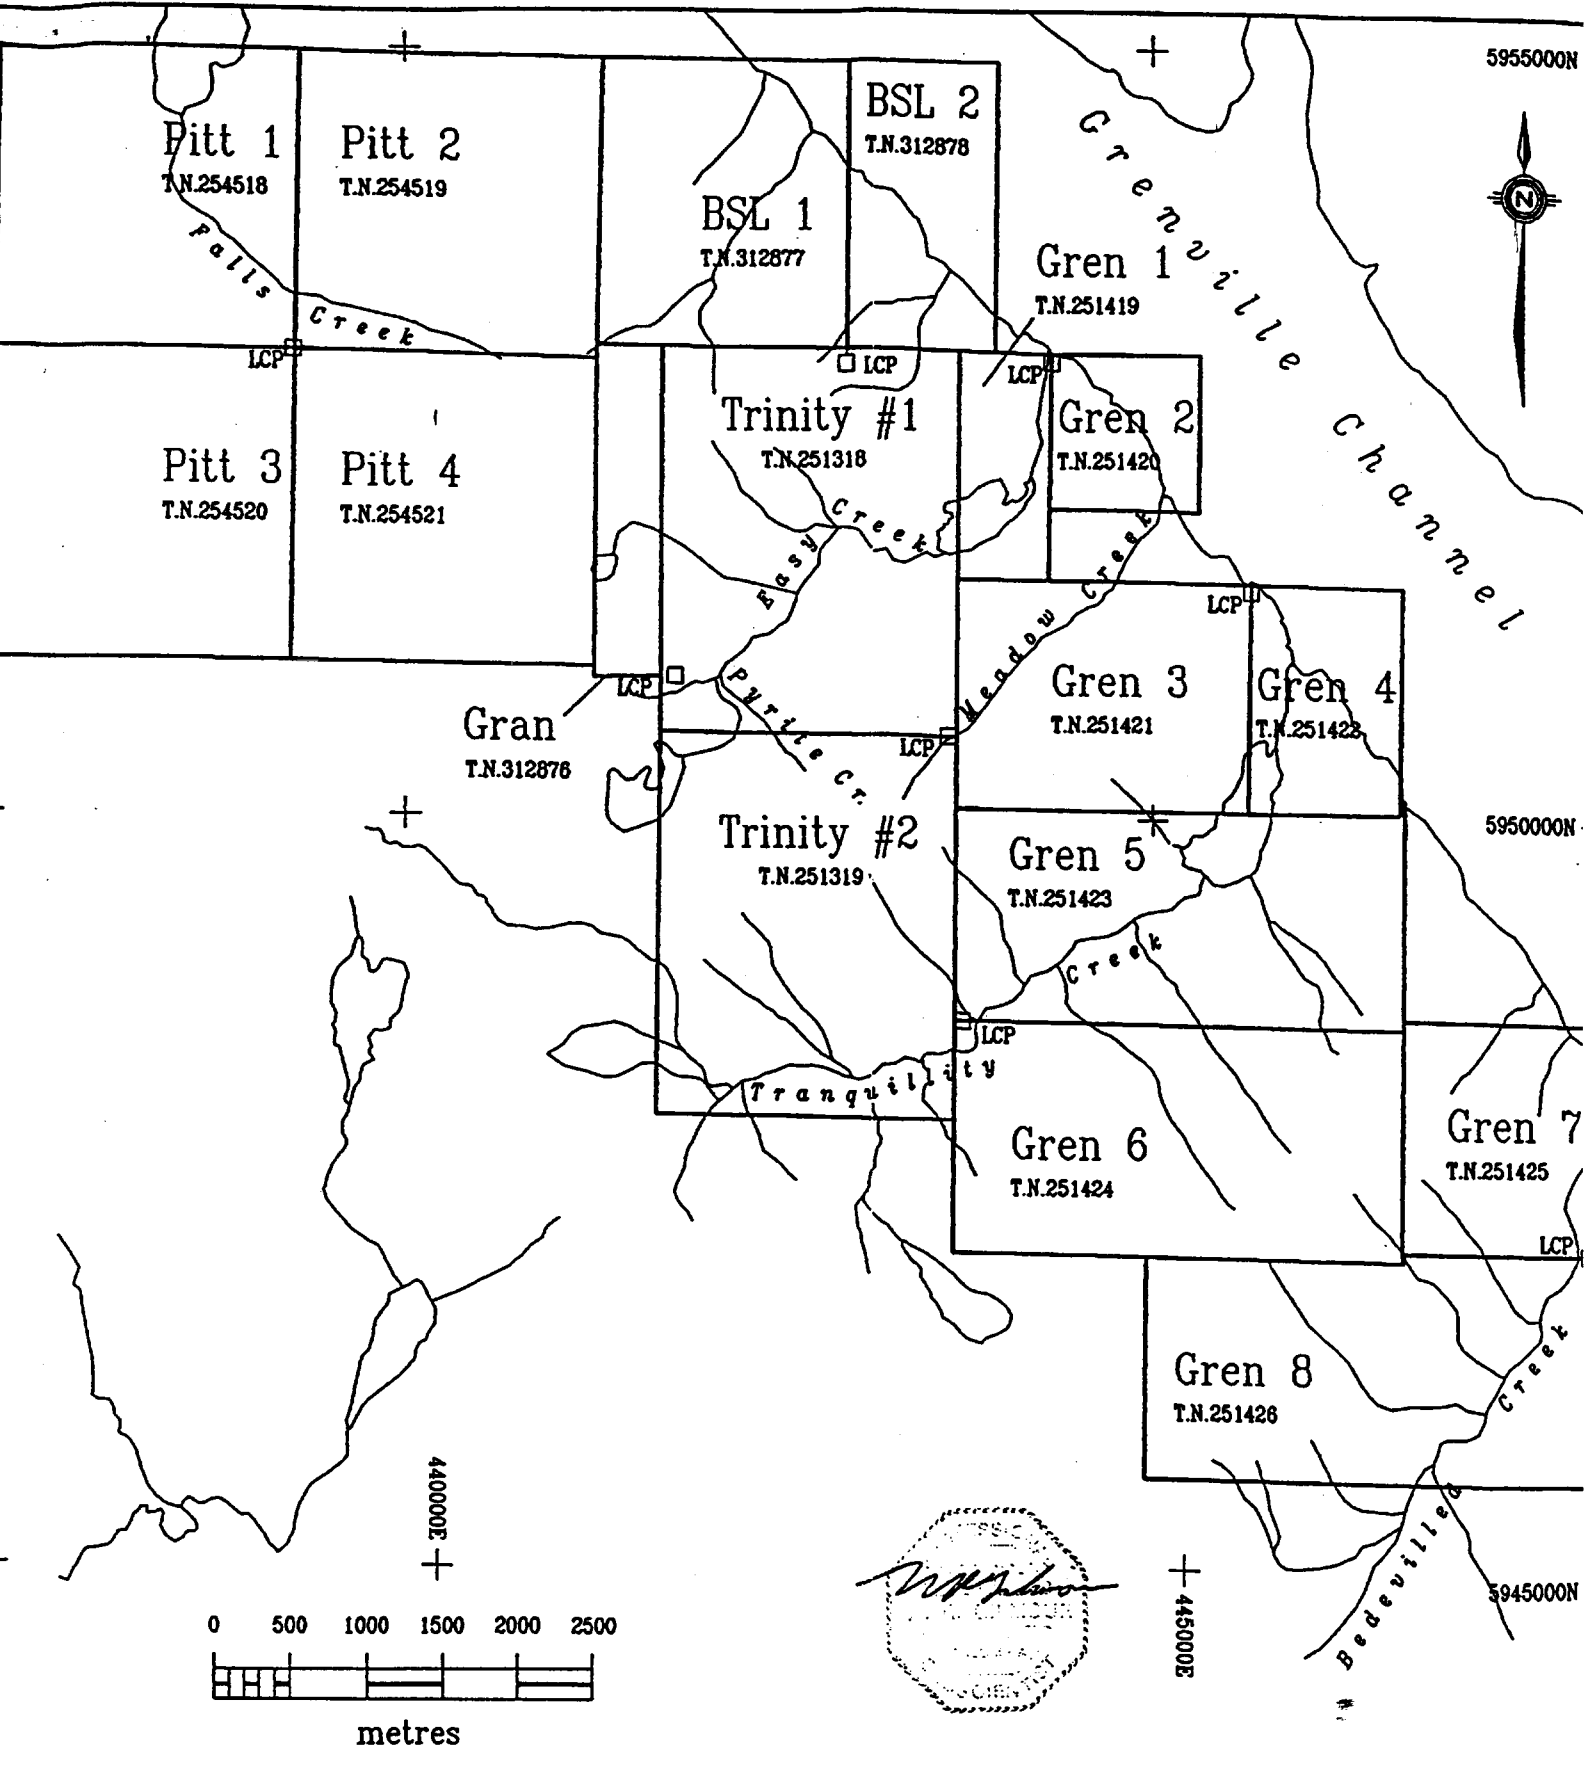 5955000N
BSL 2
T.N.312878
Pitt 1
T.N.254518
Pitt 2
T.N.254519
BSL 1
T.N.312877
Grenville Channel
N
Falls Creek
Gren 1
T.N.251419
LCP
LCP
LCP
Trinity #1
T.N.251318
Gren 2
T.N.251420
Pitt 3
T.N.254520
Pitt 4
T.N.254521
Easy Creek
Meadow Creek
LCP
LCP
Gren 3
T.N.251421
Gren 4
T.N.251422
Pyrite Cr.
Gran
T.N.312876
LCP
Trinity #2
T.N.251319
5950000N
Gren 5
T.N.251423
Creek
LCP
Tranquility
Gren 6
T.N.251424
Gren 7
T.N.251425
LCP
Gren 8
T.N.251426
Bedevilled Creek
440000E
445000E
5945000N
0 500 1000 1500 2000 2500
metres